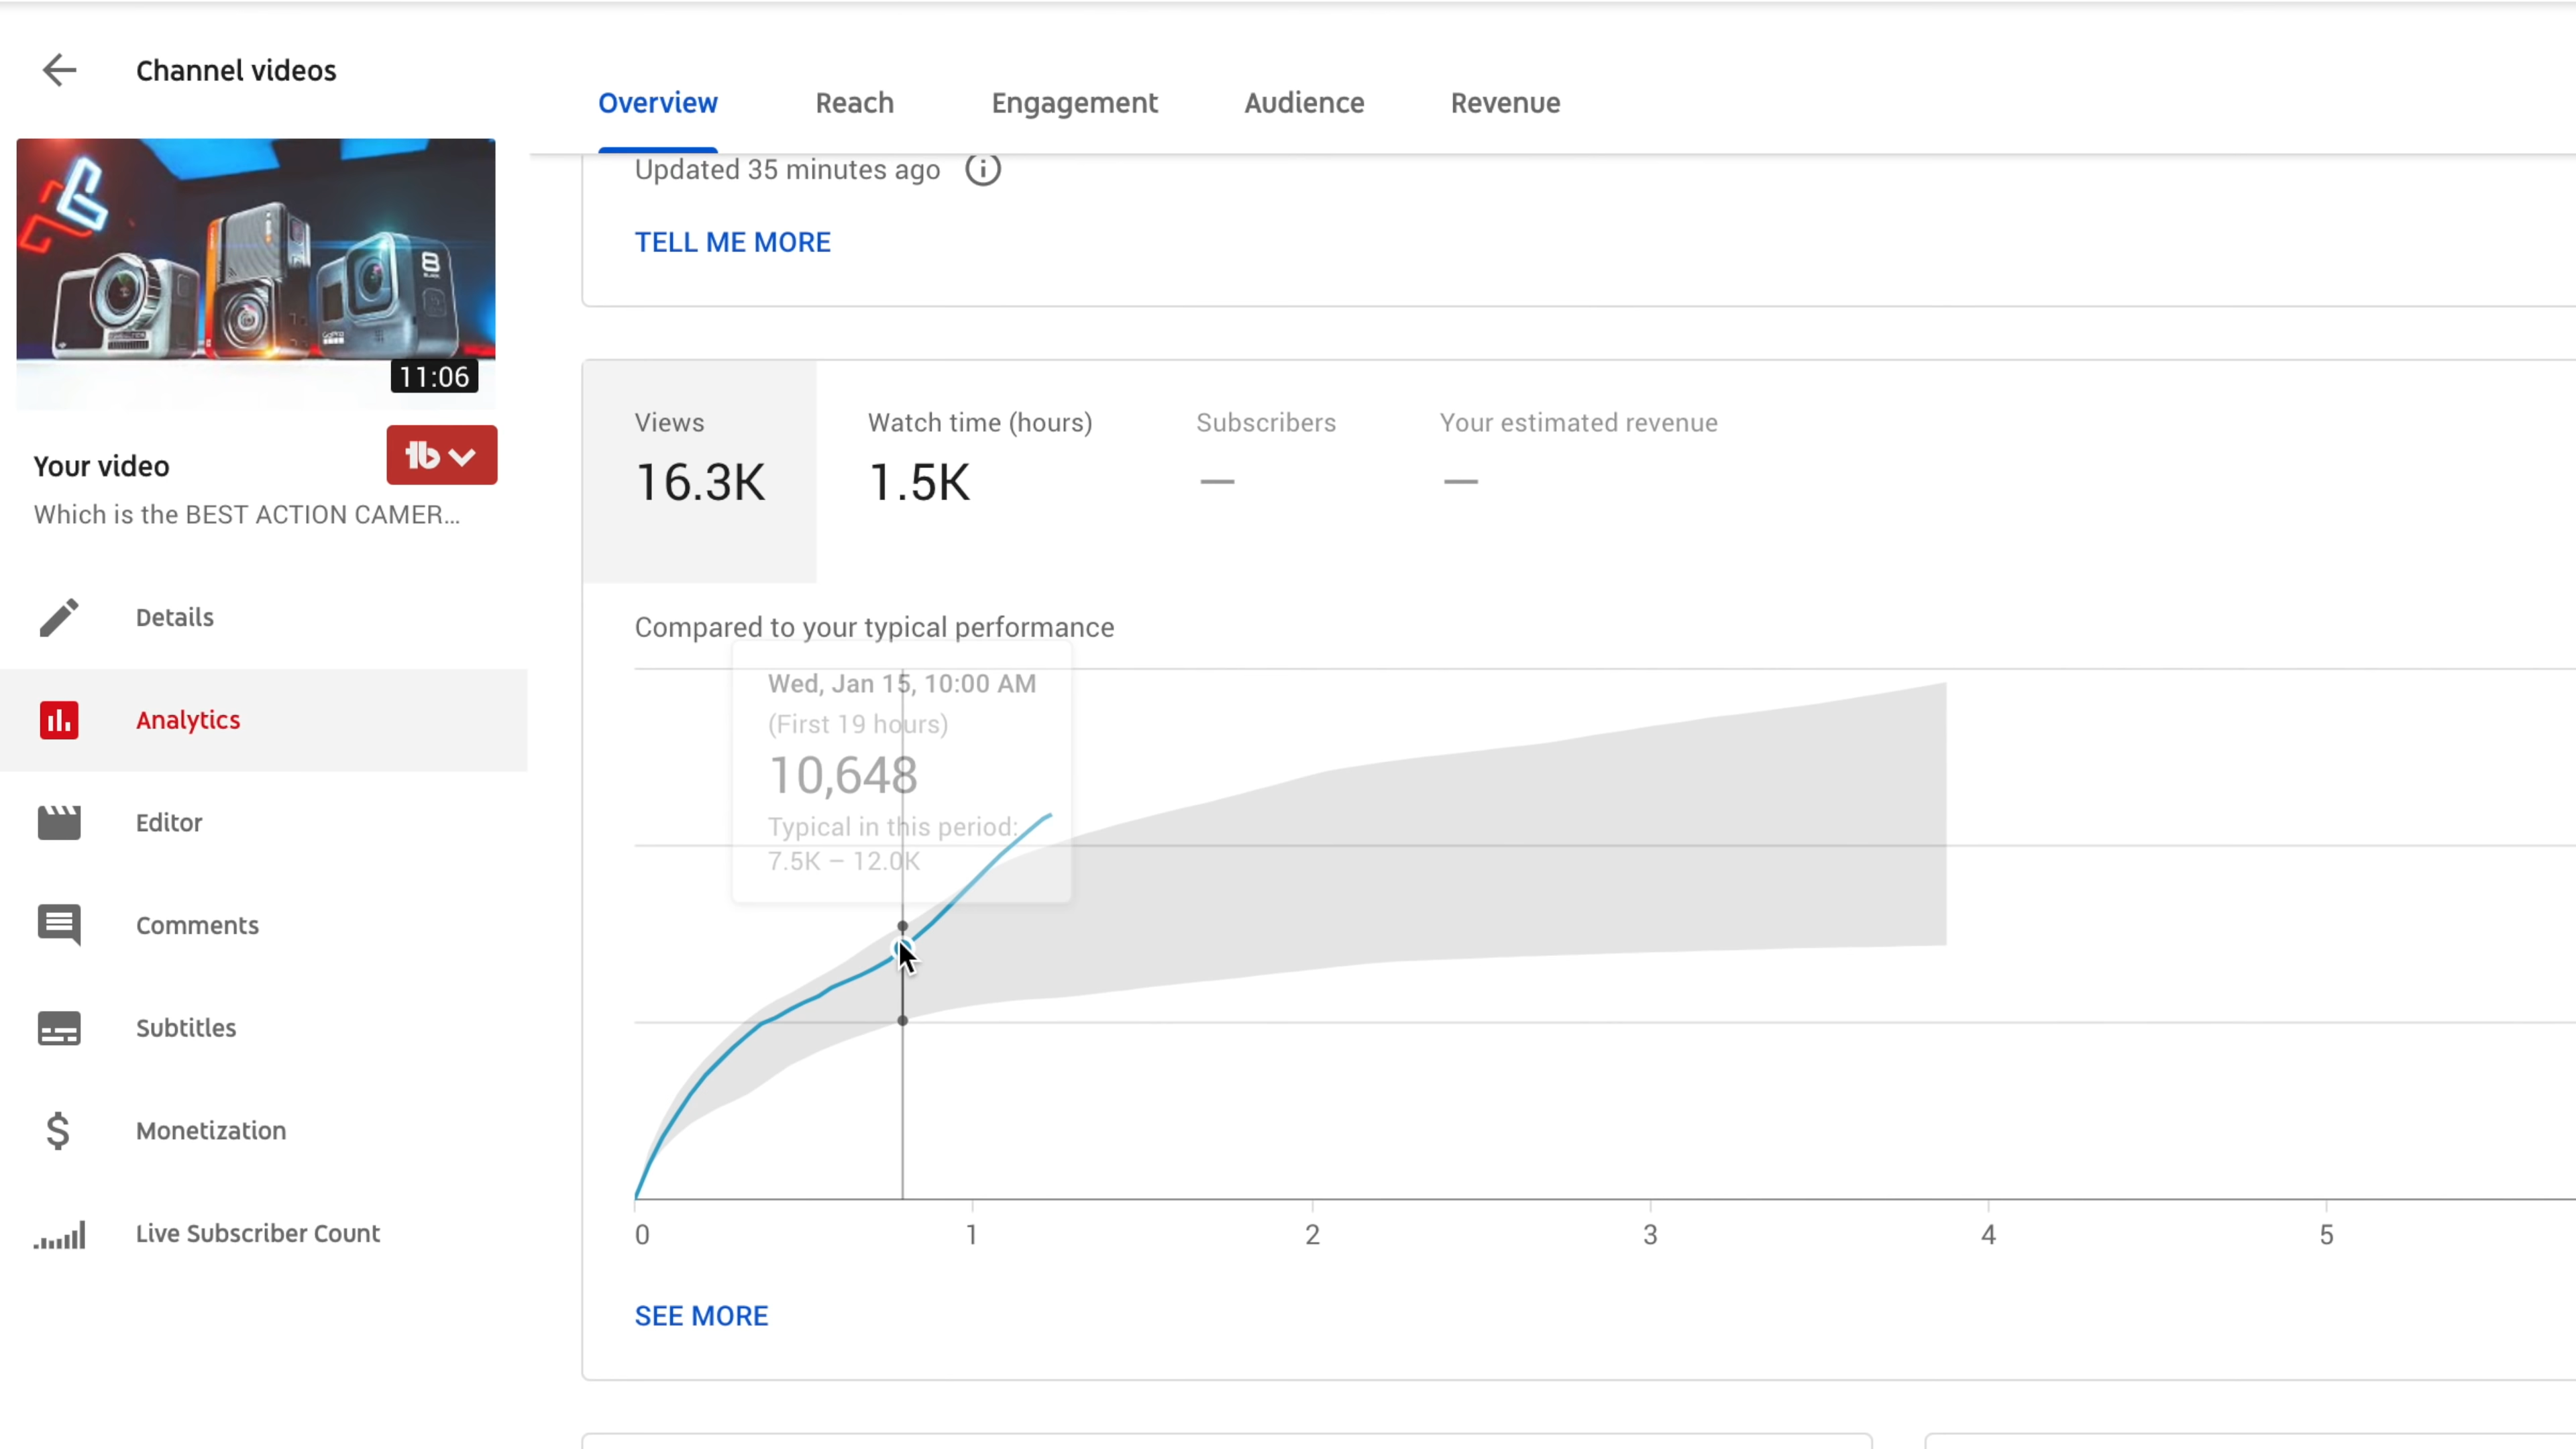 Channel videos
Overview
Reach
Engagement
Audience
Revenue
Updated 35 minutes ago
TELL ME MORE
8
BLACK
GoPro
11:06
Your video
tb
Which is the BEST ACTION CAMER...
Details
Analytics
Editor
Comments
Subtitles
Monetization
Live Subscriber Count
Views
16.3K
Watch time (hours)
1.5K
Subscribers
—
Your estimated revenue
—
Compared to your typical performance
Wed, Jan 15, 10:00 AM
(First 19 hours)
10,648
Typical in this period:
7.5K – 12.0K
0 1 2 3 4 5
SEE MORE